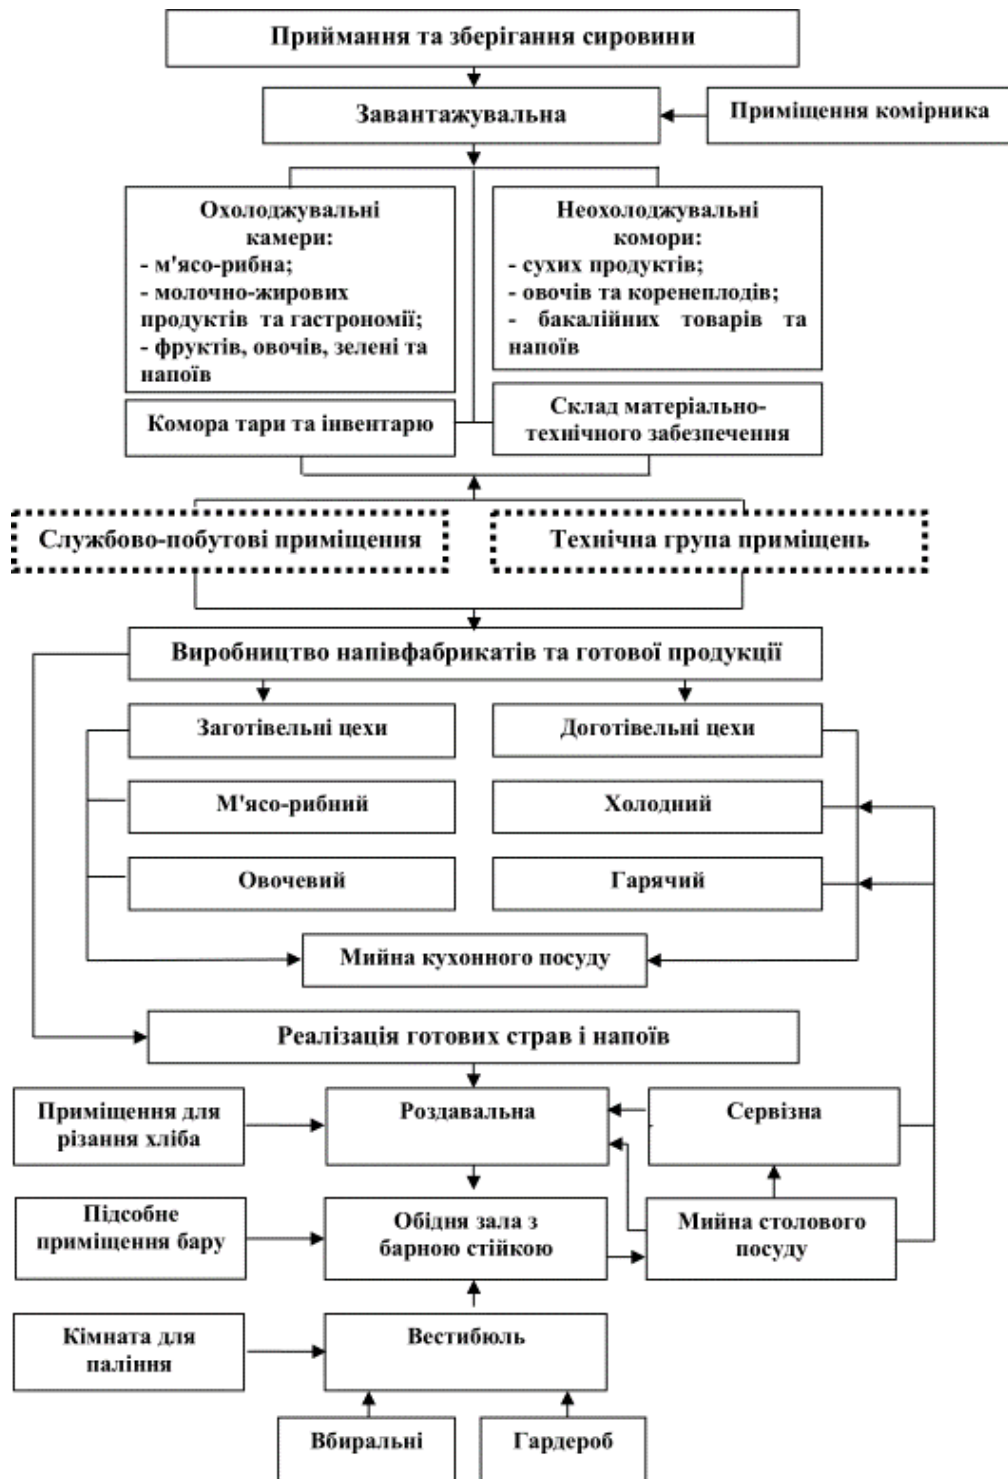 Приймання та зберігання сировини
Завантажувальна
Приміщення комірника
Охолоджувальні
камери:
- м'ясо-рибна;
- молочно-жирових
продуктів та гастрономії;
- фруктів, овочів, зелені та
напоїв
Неохолоджувальні
комори:
- сухих продуктів;
- овочів та коренеплодів;
- бакалійних товарів та
напоїв
Комора тари та інвентарю
Склад матеріально-
технічного забезпечення
Службово-побутові приміщення
Технічна група приміщень
Виробництво напівфабрикатів та готової продукції
Заготівельні цехи
Доготівельні цехи
М'ясо-рибний
Холодний
Овочевий
Гарячий
Мийна кухонного посуду
Реалізація готових страв і напоїв
Приміщення для
різання хліба
Роздавальна
Сервізна
Підсобне
приміщення бару
Обідня зала з
барною стійкою
Мийна столового
посуду
Кімната для
паління
Вестибюль
Вбиральні
Гардероб